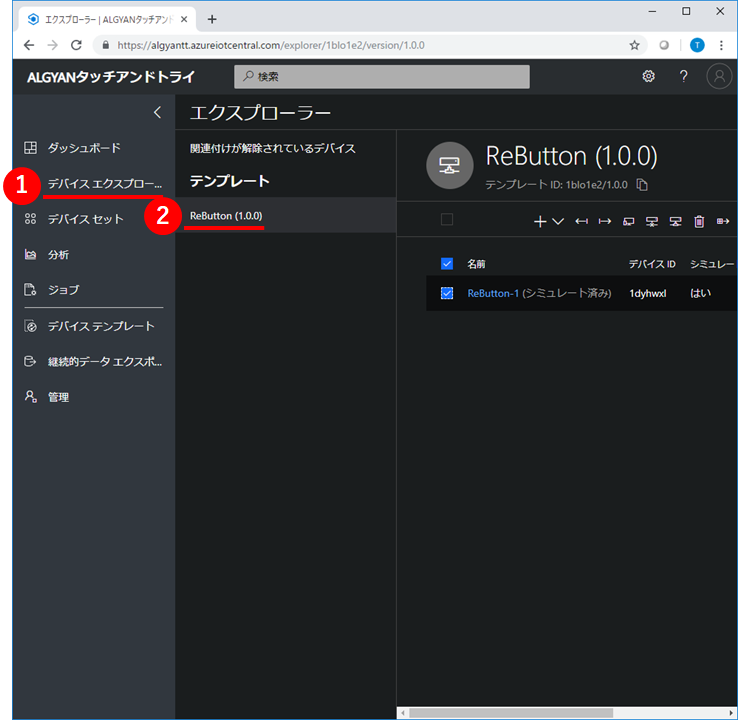 エクスプローラー | ALGYANタッチアンド
https://algyantt.azureiotcentral.com/explorer/1blo1e2/version/1.0.0
T
ALGYANタッチアンドトライ
検索
?
エクスプローラー
ダッシュボード
1
デバイス エクスプロー...
デバイス セット
分析
ジョブ
デバイス テンプレート
継続的データ エクスポ...
管理
関連付けが解除されているデバイス
テンプレート
2
ReButton (1.0.0)
ReButton (1.0.0)
テンプレート ID: 1blo1e2/1.0.0
名前 デバイス ID シミュレー
ReButton-1 (シミュレート済み) 1dyhwxl はい